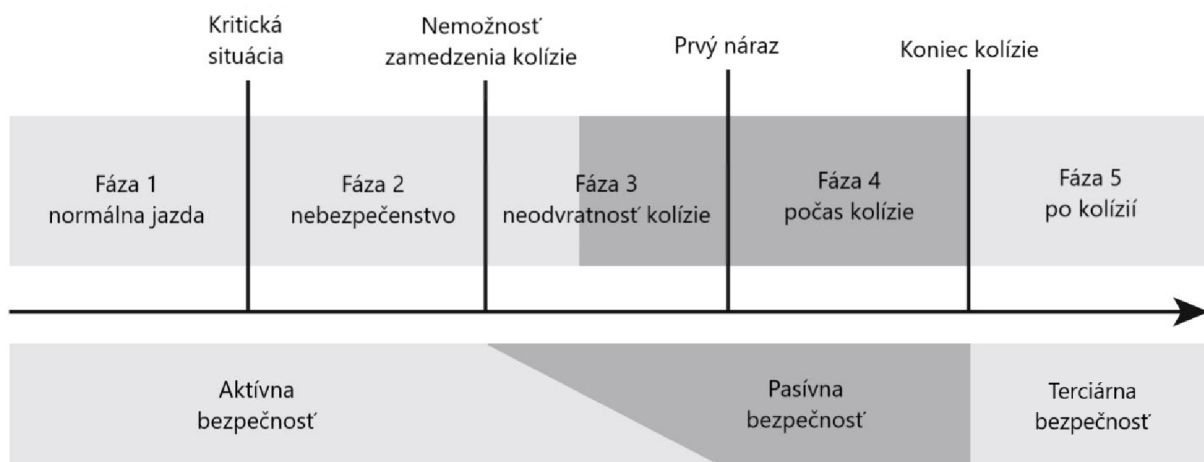 Kritická
situácia
Nemožnosť
zamedzenia kolízie
Prvý náraz
Koniec kolízie
Fáza 1
normálna jazda
Fáza 2
nebezpečenstvo
Fáza 3
neodvratnosť kolízie
Fáza 4
počas kolízie
Fáza 5
po kolízií
Aktívna
bezpečnosť
Pasívna
bezpečnosť
Terciárna
bezpečnosť